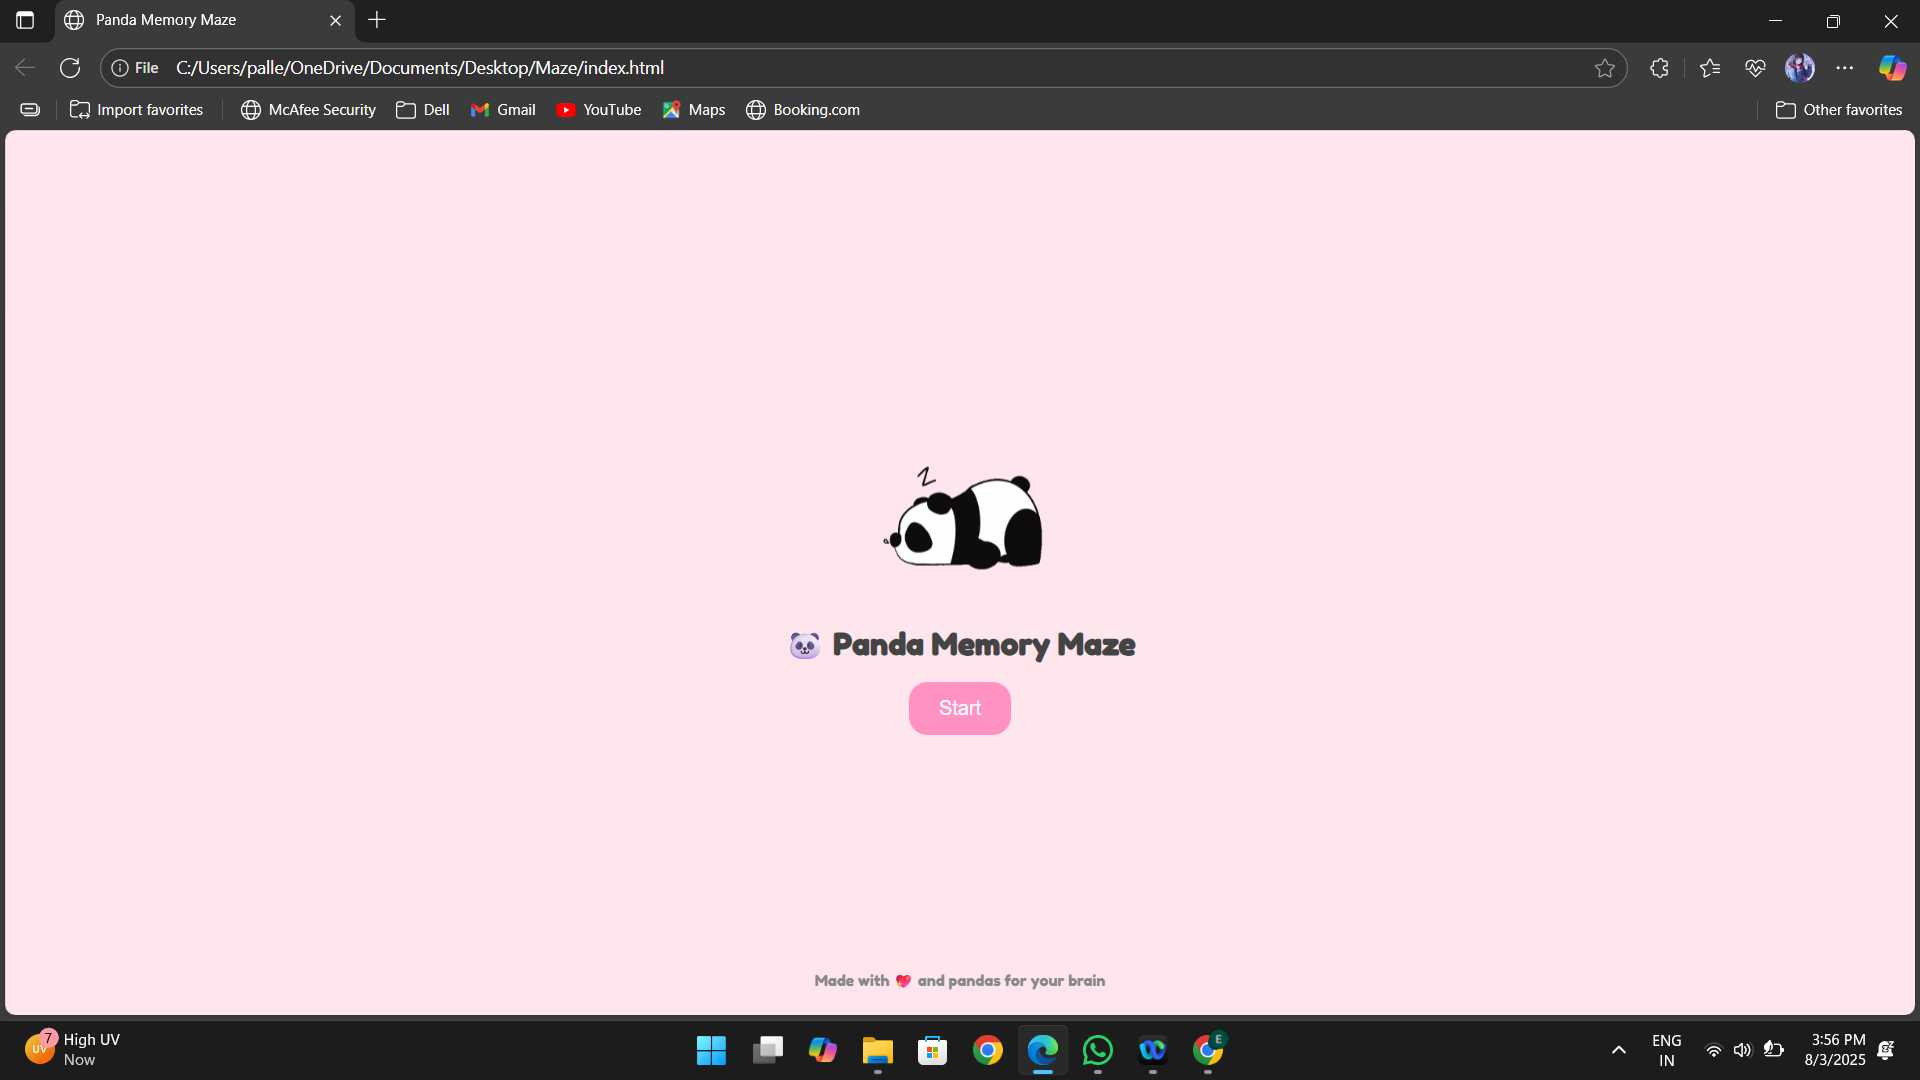 Panda Memory Maze
File C:/Users/palle/OneDrive/Documents/Desktop/Maze/index.html
Import favorites McAfee Security Dell Gmail YouTube Maps Booking.com Other favorites
Z
🐼 Panda Memory Maze
Start
Made with 💖 and pandas for your brain
UV 7 High UV
Now
E
ENG
IN
3:56 PM
8/3/2025